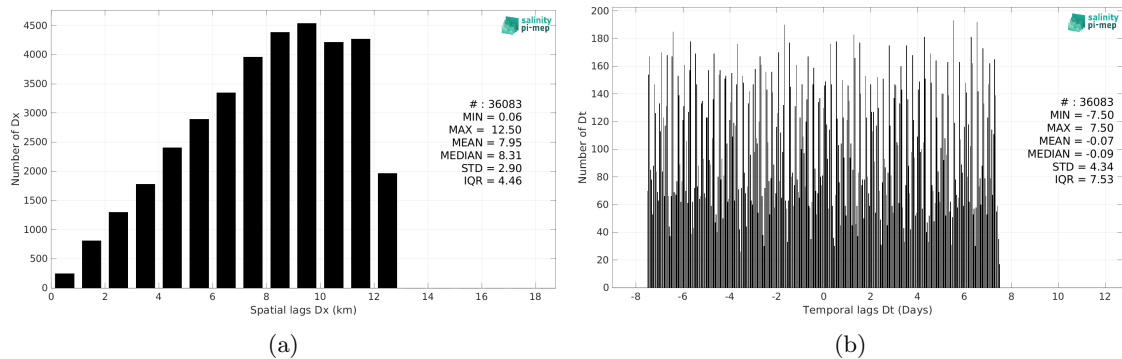 4500
4000
3500
3000
2500
2000
1500
1000
500
0
Number of Dx
0 2 4 6 8 10 12 14 16 18
Spatial lags Dx (km)
salinity
pi-mep
# : 36083
MIN = 0.06
MAX = 12.50
MEAN = 7.95
MEDIAN = 8.31
STD = 2.90
IQR = 4.46
(a)
200
180
160
140
120
100
80
60
40
20
0
Number of Dt
-8 -6 -4 -2 0 2 4 6 8 10 12
Temporal lags Dt (Days)
salinity
pi-mep
# : 36083
MIN = -7.50
MAX = 7.50
MEAN = -0.07
MEDIAN = -0.09
STD = 4.34
IQR = 7.53
(b)